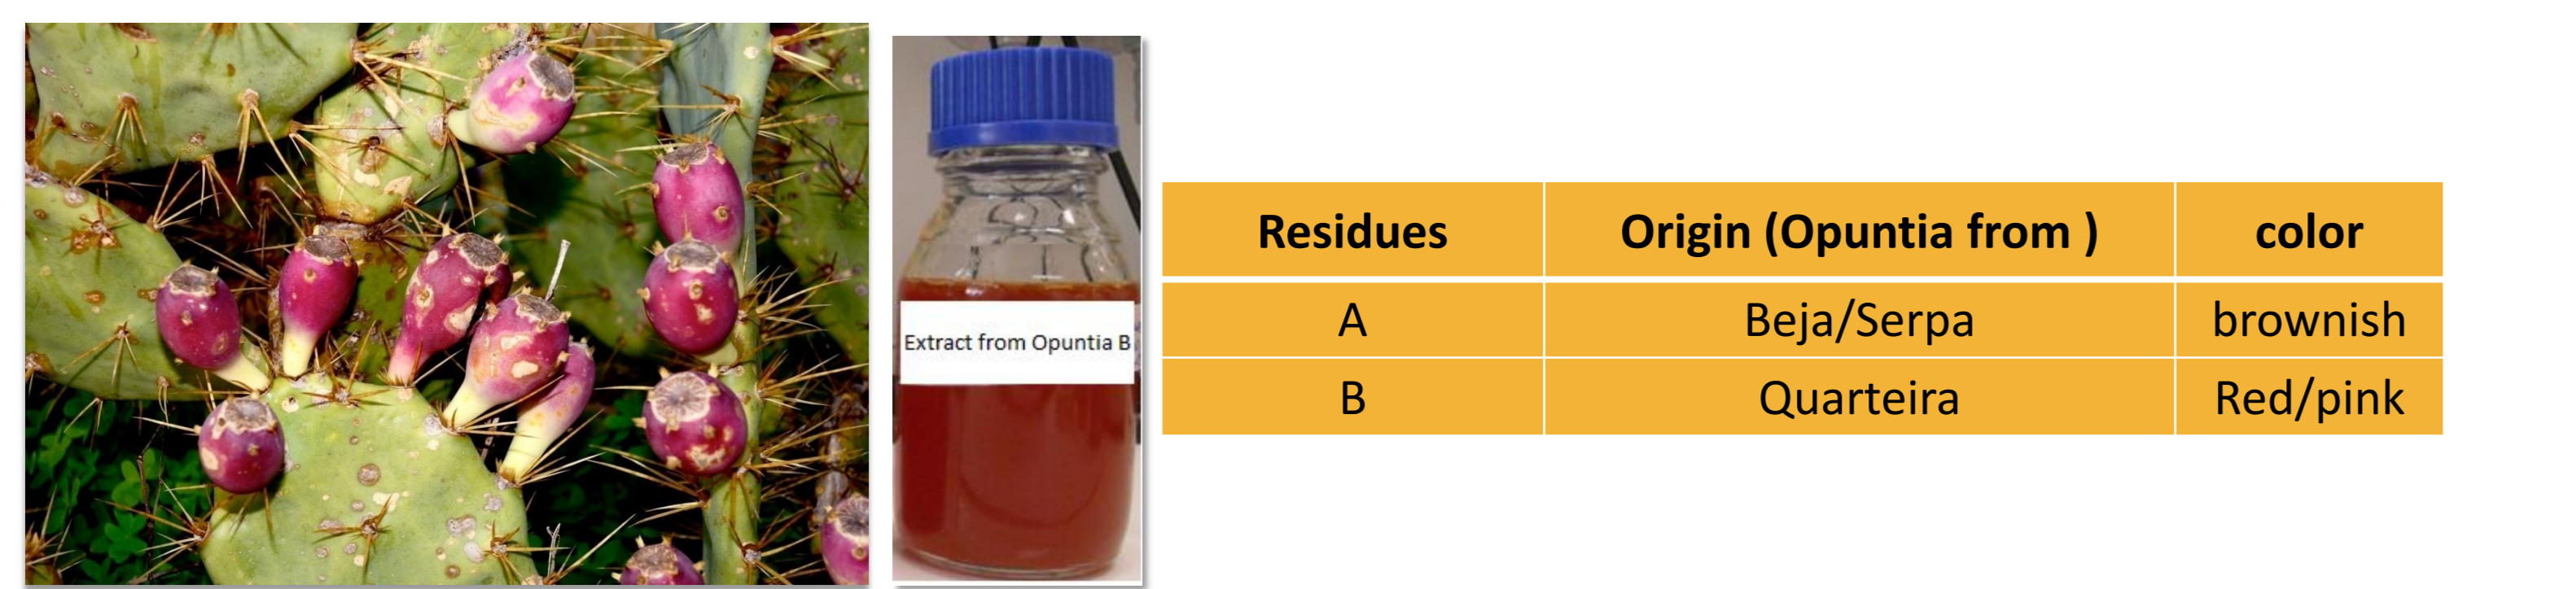 Extract from Opuntia B
Residues Origin (Opuntia from ) color
A Beja/Serpa brownish
B Quarteira Red/pink